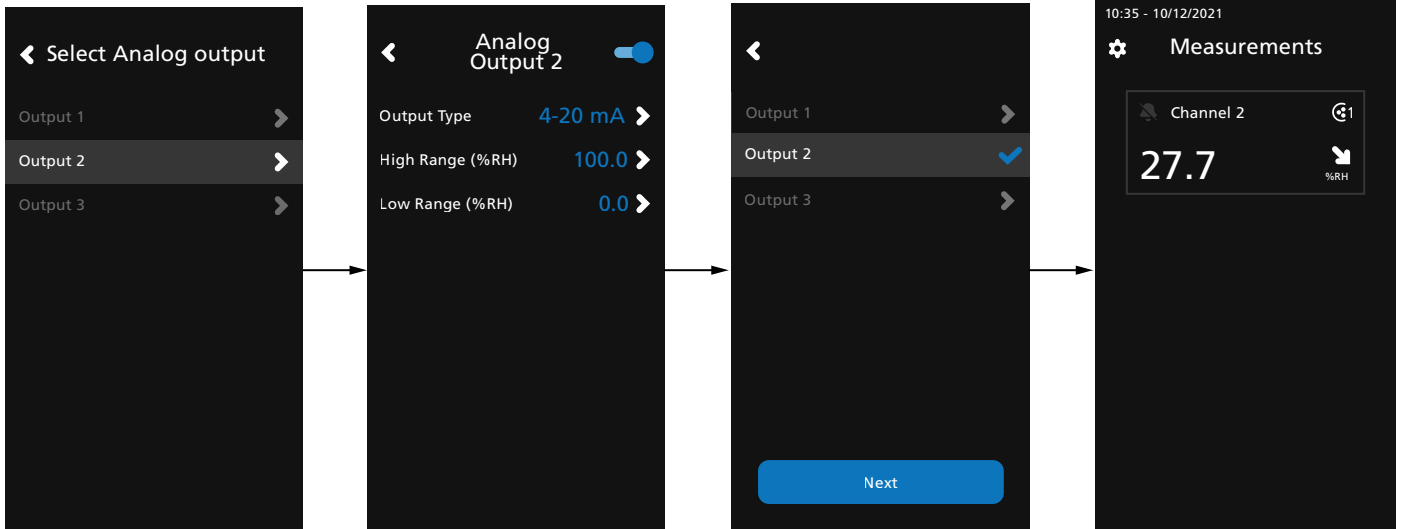 Select Analog output
Output 1
Output 2
Output 3
Analog
Output 2
Output Type 4-20 mA
High Range (%RH) 100.0
Low Range (%RH) 0.0
Output 1
Output 2
Output 3
Next
10:35 - 10/12/2021
Measurements
Channel 2 1
27.7 %RH